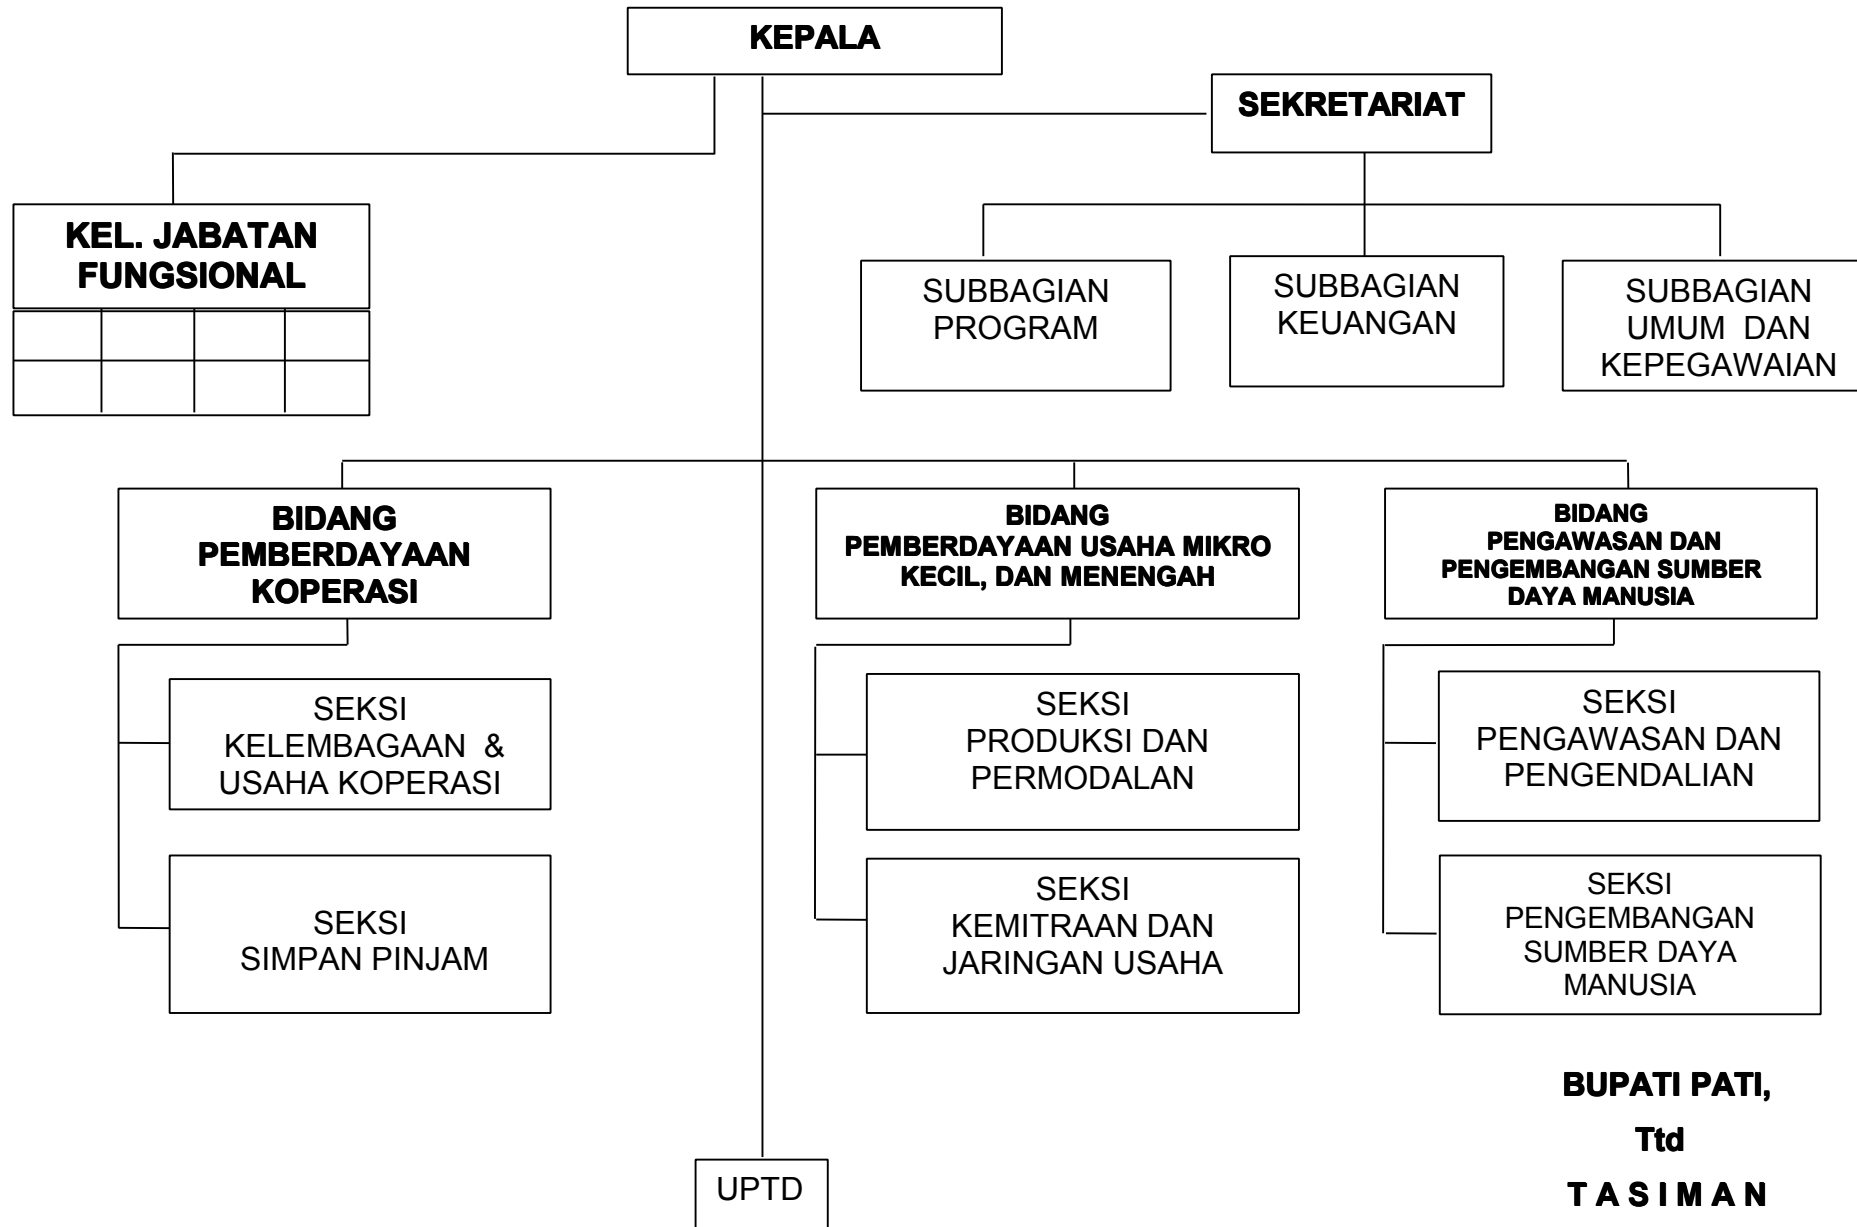 KEPALA
SEKRETARIAT
KEL. JABATAN
FUNGSIONAL
SUBBAGIAN
PROGRAM
SUBBAGIAN
KEUANGAN
SUBBAGIAN
UMUM DAN
KEPEGAWAIAN
BIDANG
PEMBERDAYAAN
KOPERASI
BIDANG
PEMBERDAYAAN USAHA MIKRO
KECIL, DAN MENENGAH
BIDANG
PENGAWASAN DAN
PENGEMBANGAN SUMBER
DAYA MANUSIA
SEKSI
KELEMBAGAAN &
USAHA KOPERASI
SEKSI
PRODUKSI DAN
PERMODALAN
SEKSI
PENGAWASAN DAN
PENGENDALIAN
SEKSI
SIMPAN PINJAM
SEKSI
KEMITRAAN DAN
JARINGAN USAHA
SEKSI
PENGEMBANGAN
SUMBER DAYA
MANUSIA
BUPATI PATI,
Ttd
T A S I M A N
UPTD